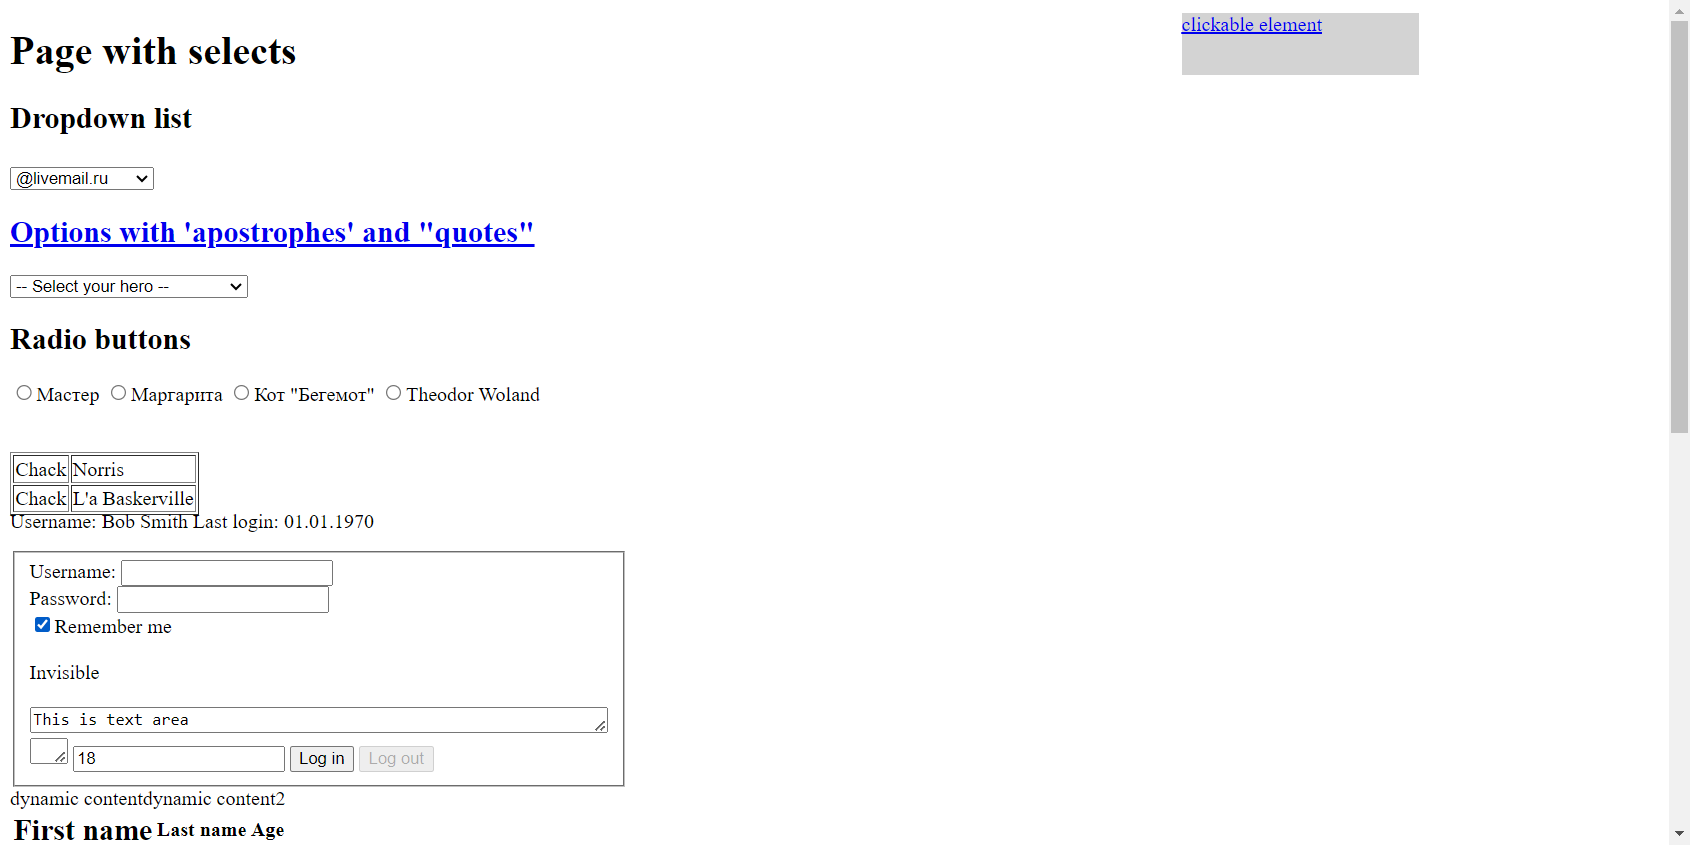 clickable element
Page with selects
Dropdown list
@livemail.ru
Options with 'apostrophes' and "quotes"
-- Select your hero --
Radio buttons
Мастер Маргарита Кот "Бегемот" Theodor Woland
Chack Norris
Chack L'a Baskerville
Username: Bob Smith Last login: 01.01.1970
Username:
Password:
Remember me
Invisible
This is text area
18 Log in Log out
dynamic contentdynamic content2
First name Last name Age